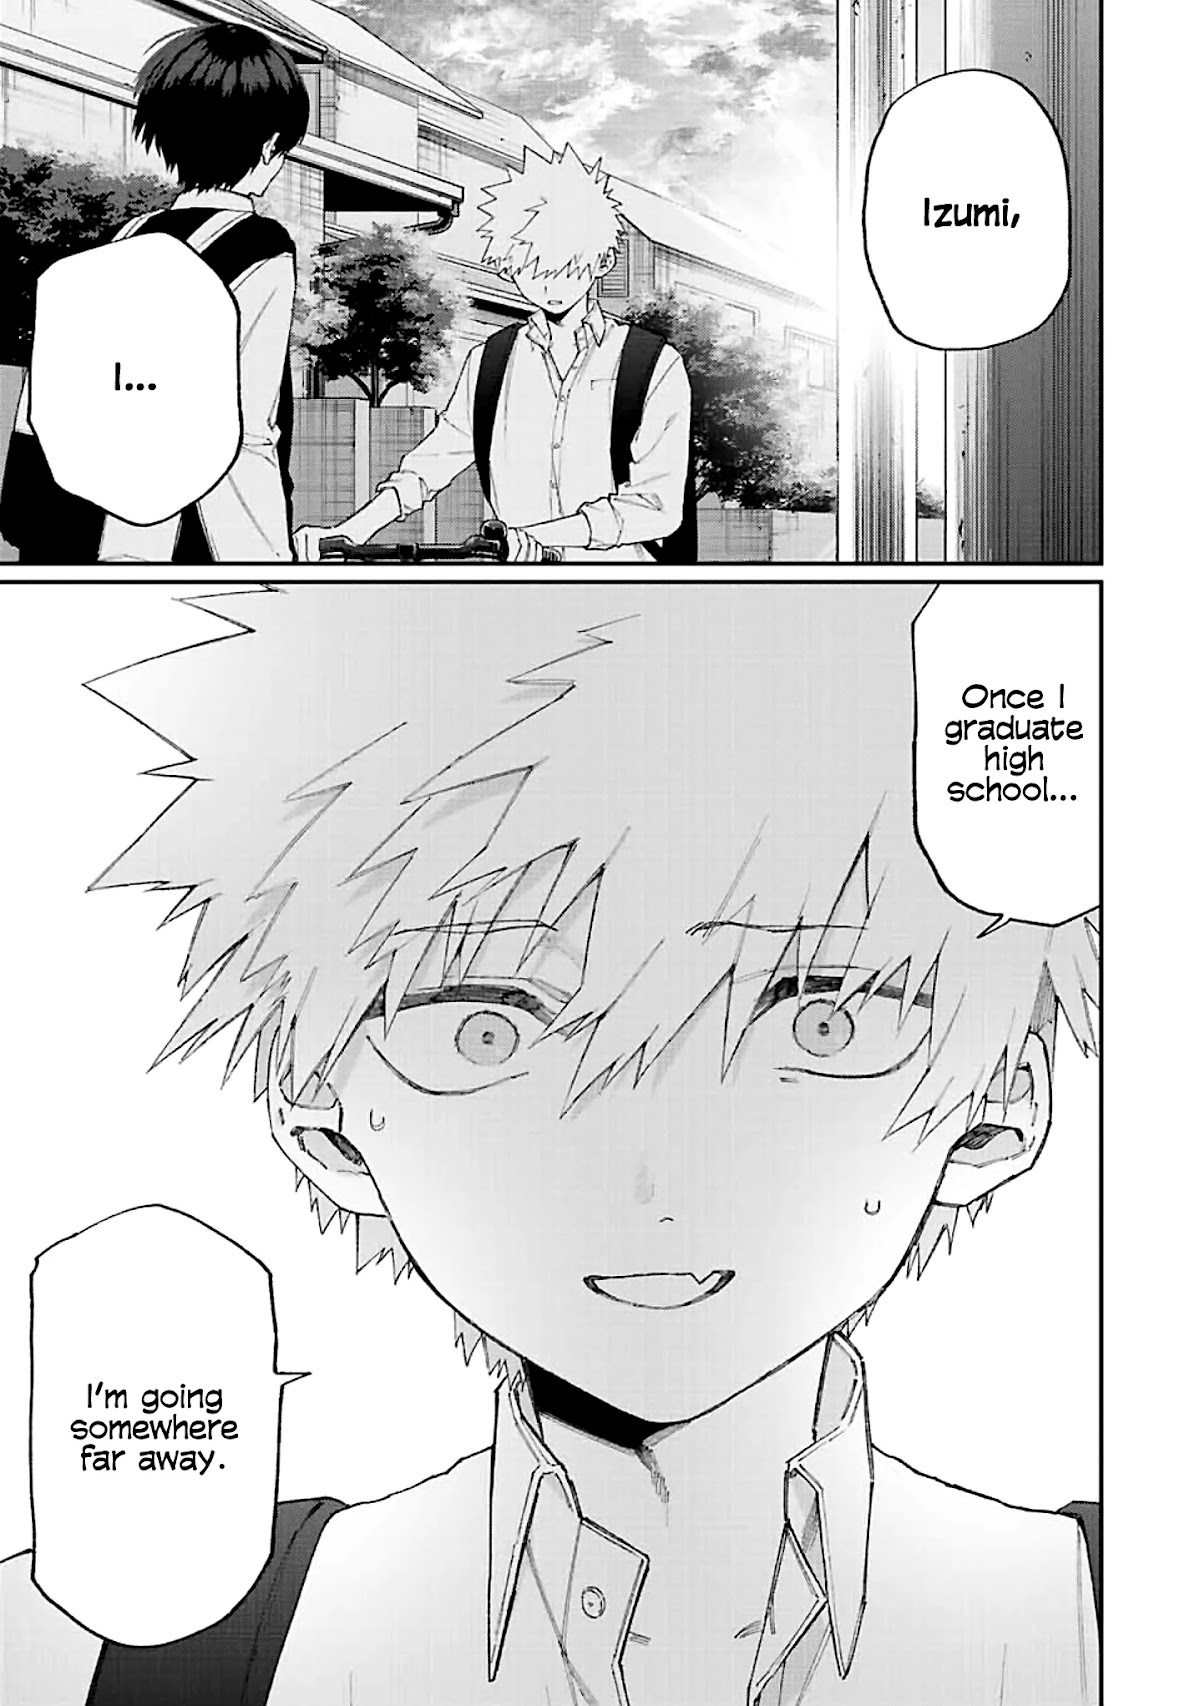 Izumi,
I...
Once I
graduate
high
school...
I'm going
somewhere
far away.